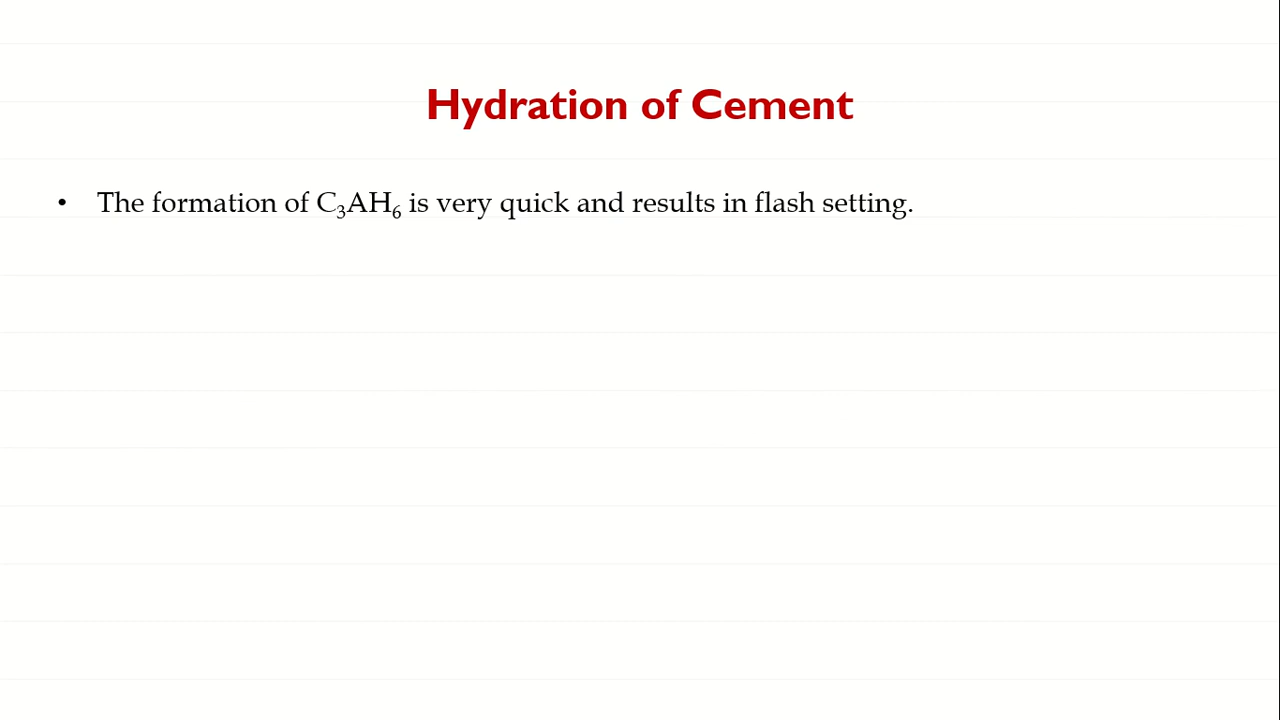 Hydration of Cement
• The formation of C₃AH₆ is very quick and results in flash setting.